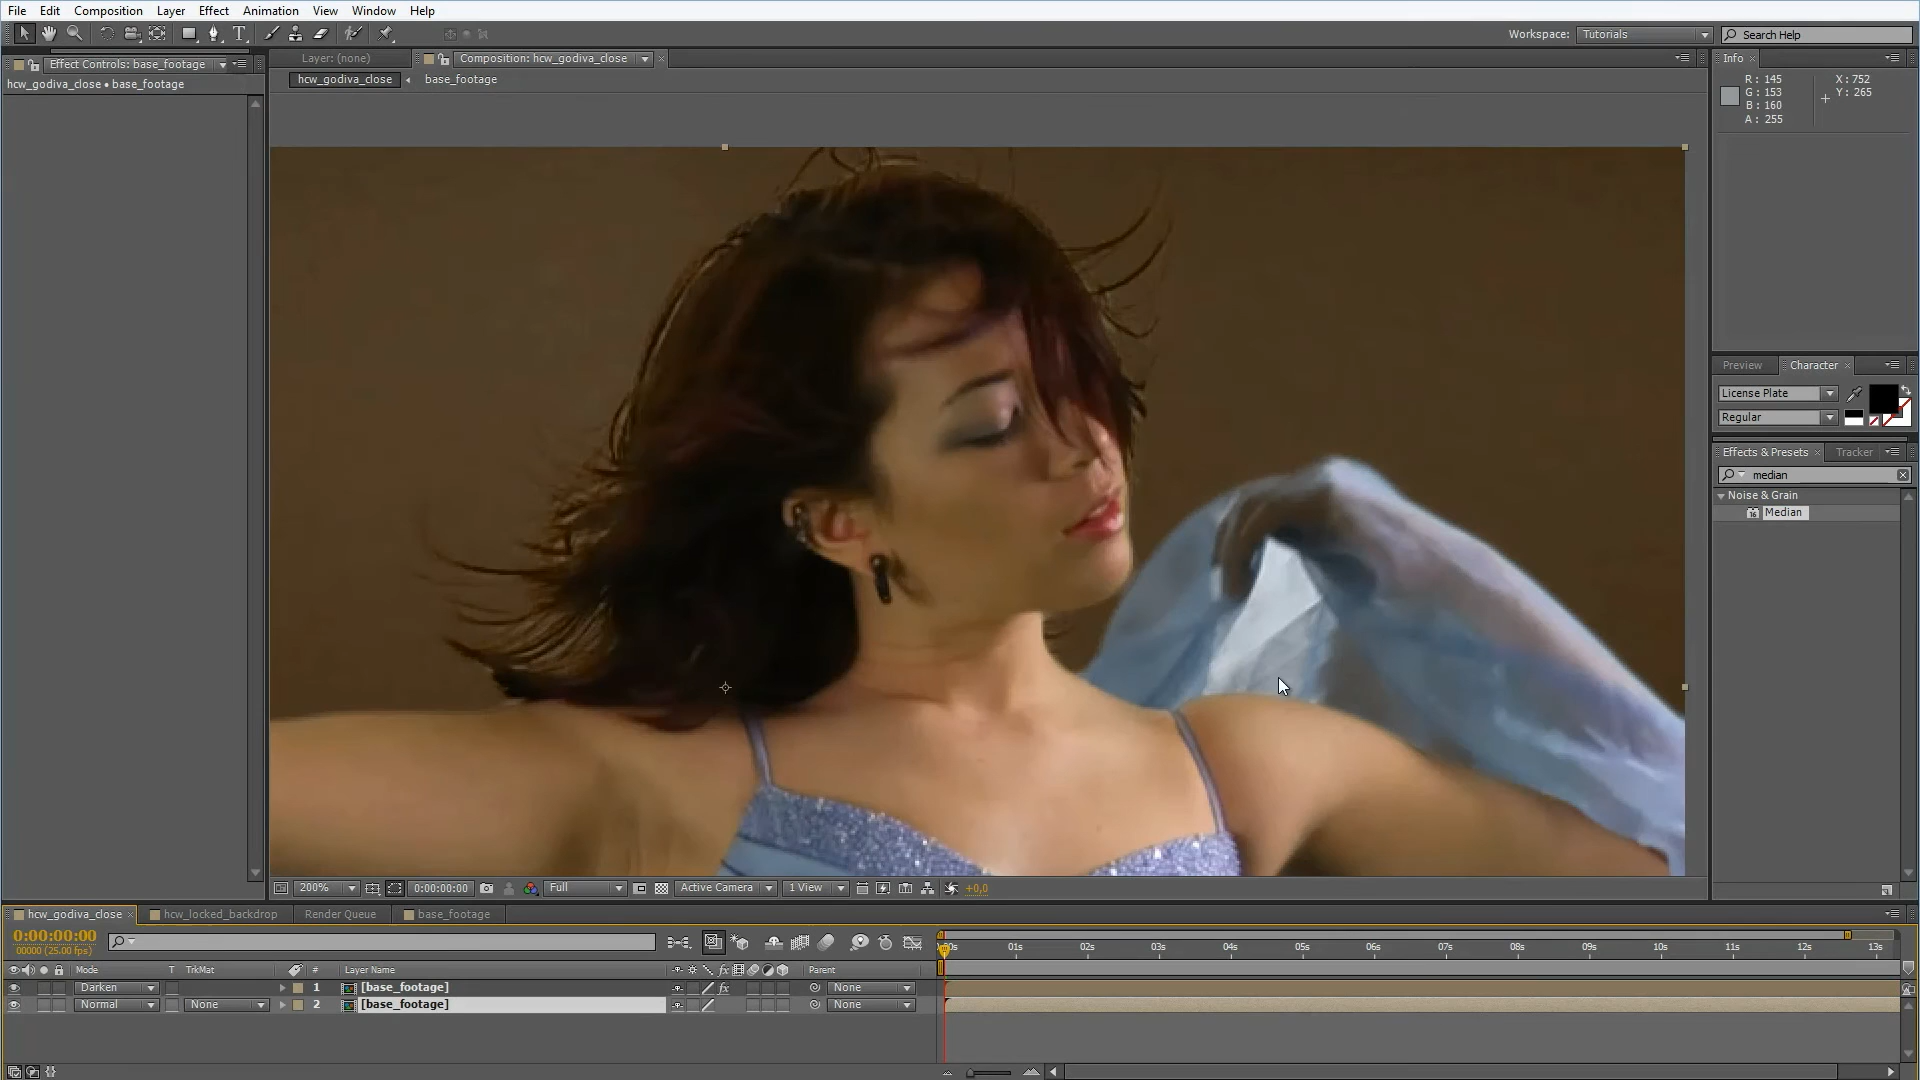 File Edit Composition Layer Effect Animation View Window Help
Workspace: Tutorials Search Help
Effect Controls: base_footage
hcw_godiva_close • base_footage
Layer: (none) Composition: hcw_godiva_close
hcw_godiva_close base_footage
Info
R : 145
G : 153
B : 160
A : 255
X : 752
Y : 265
Preview Character
License Plate
Regular
Effects & Presets Tracker
median
Noise & Grain
16 Median
200% 0:00:00:00 Full Active Camera 1 View +0,0
hcw_godiva_close hcw_locked_backdrop Render Queue base_footage
0:00:00:00
00000 (25.00 fps)
01s 02s 03s 04s 05s 06s 07s 08s 09s 10s 11s 12s 13s
Mode T TrkMat # Layer Name fx Parent
Darken 1 [base_footage] fx None
Normal None 2 [base_footage] None